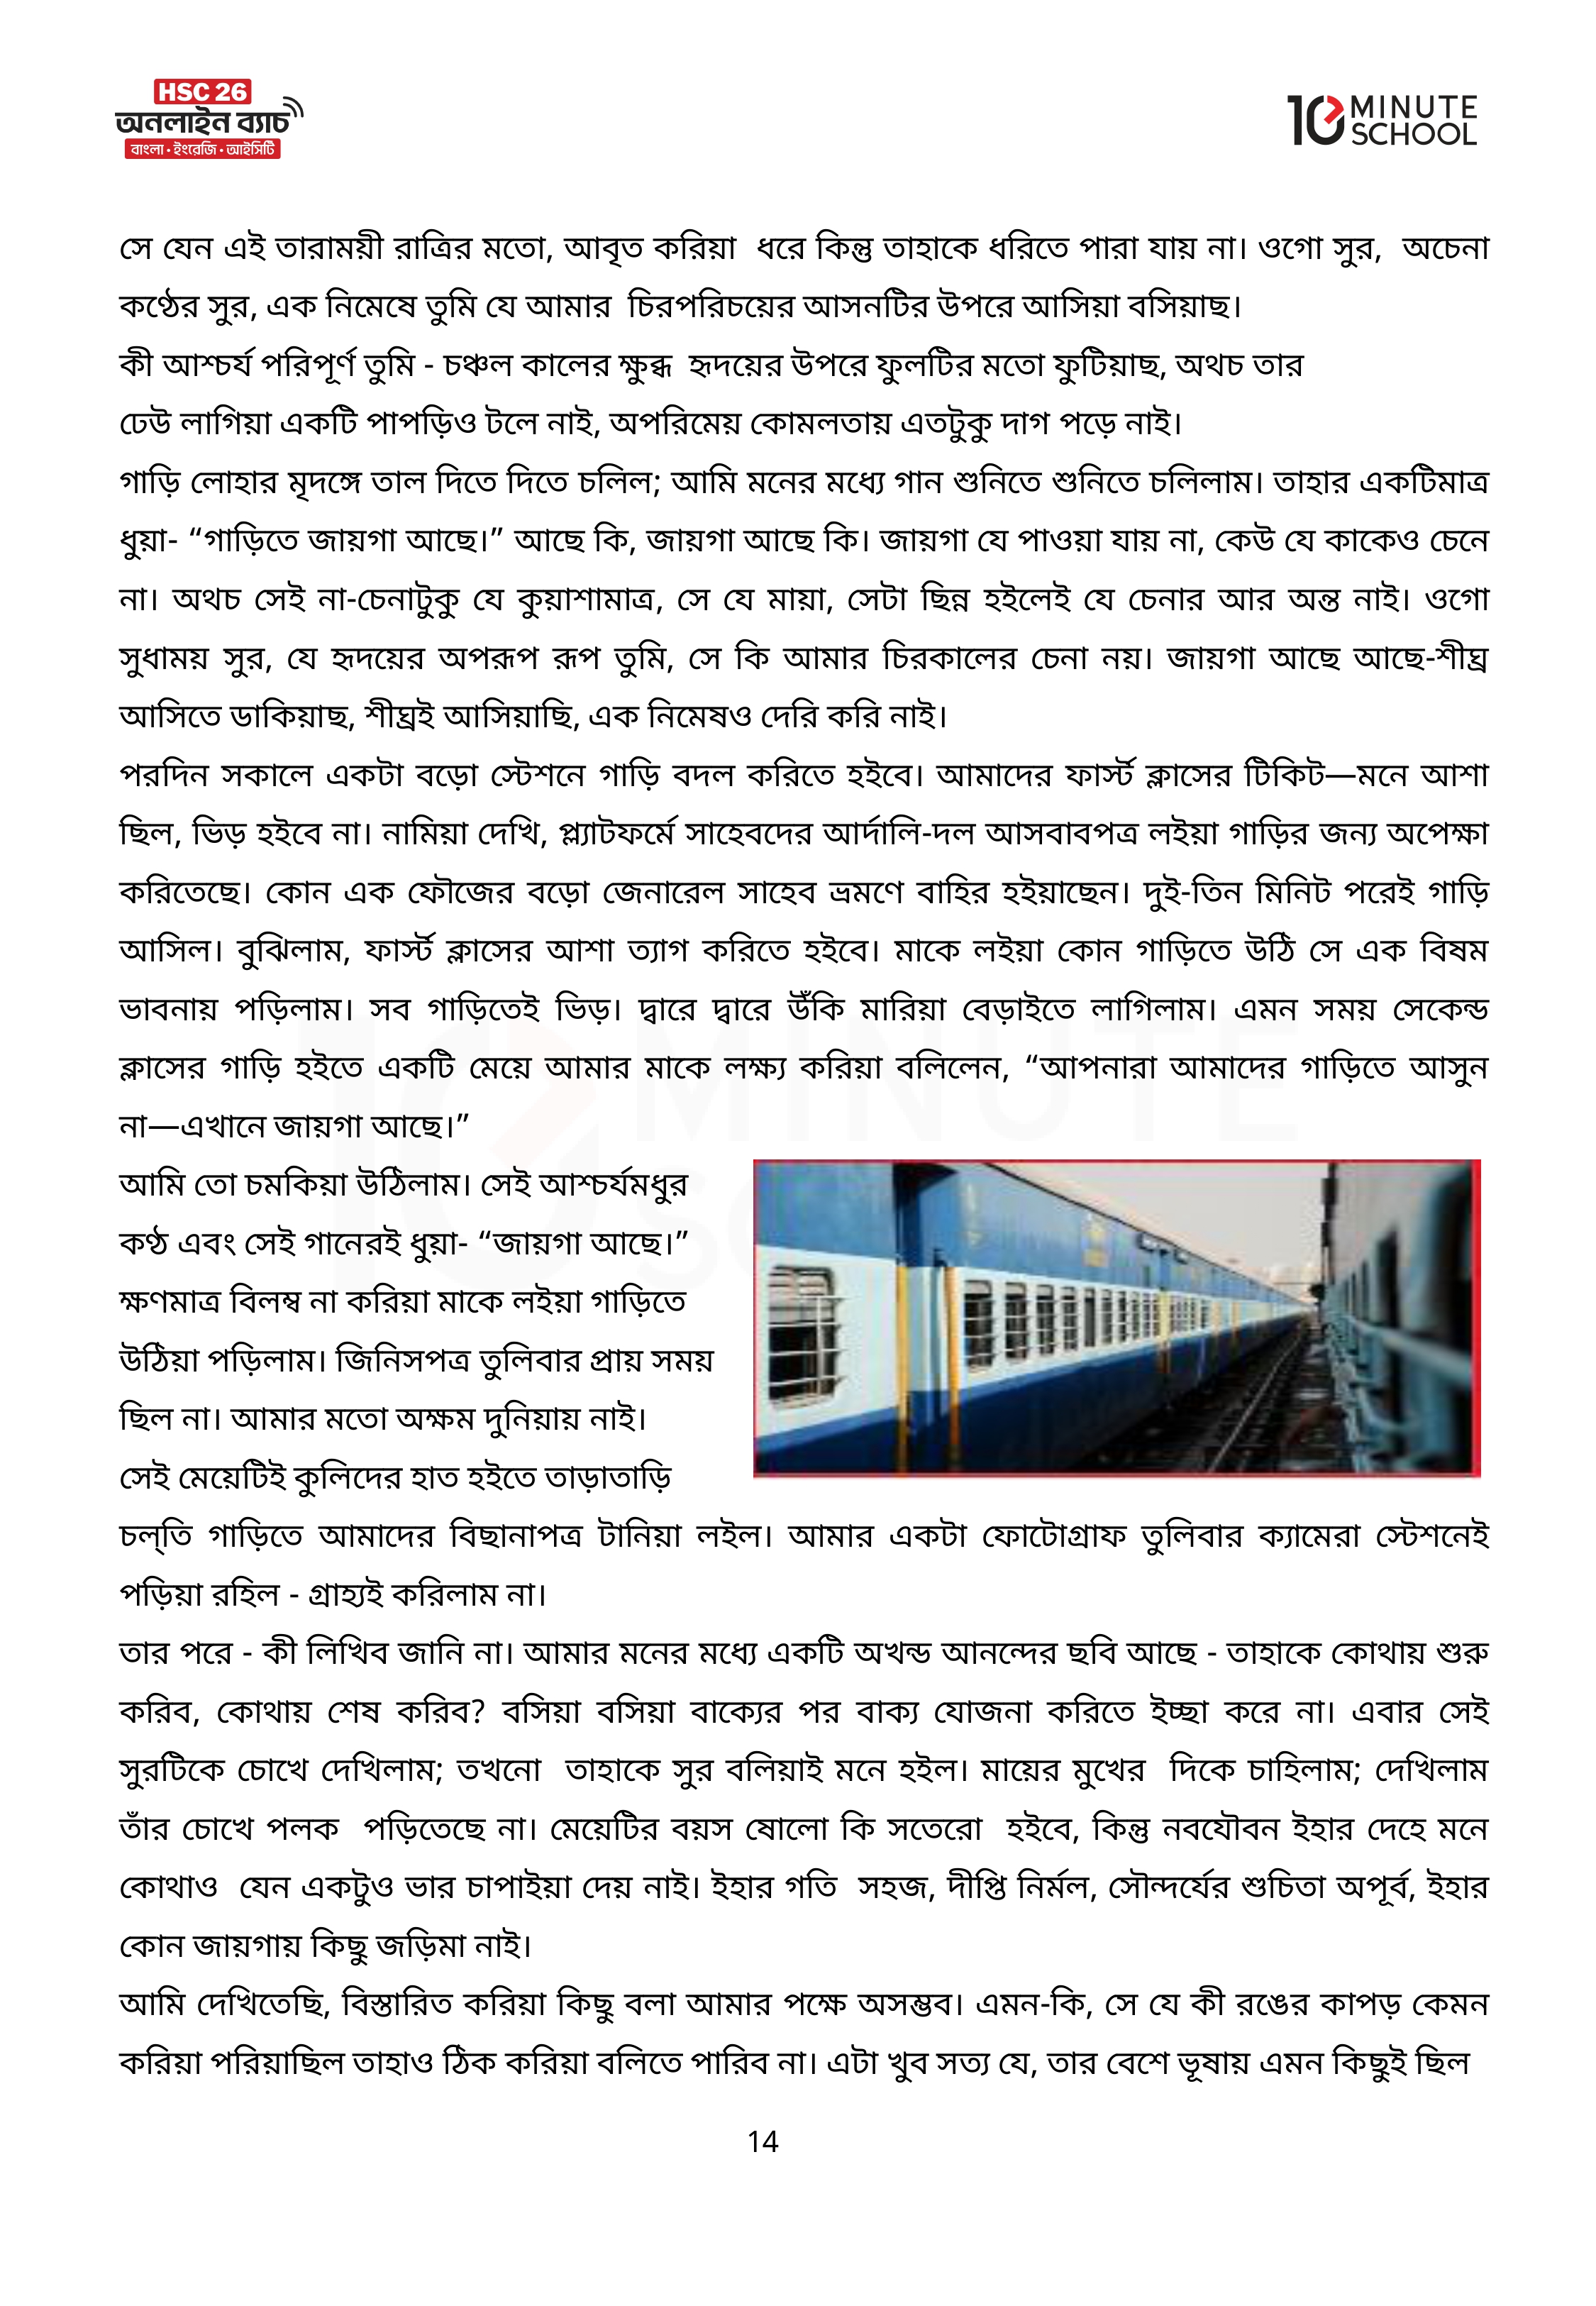 HSC 26
অনলাইন ব্যাচ
বাংলা • ইংরেজি • আইসিটি
10 MINUTE
SCHOOL
সে যেন এই তারাময়ী রাত্রির মতো, আবৃত করিয়া ধরে কিন্তু তাহাকে ধরিতে পারা যায় না। ওগো সুর, অচেনা
কণ্ঠের সুর, এক নিমেষে তুমি যে আমার চিরপরিচয়ের আসনটির উপরে আসিয়া বসিয়াছ।
কী আশ্চর্য পরিপূর্ণ তুমি - চঞ্চল কালের ক্ষুব্ধ হৃদয়ের উপরে ফুলটির মতো ফুটিয়াছ, অথচ তার
ঢেউ লাগিয়া একটি পাপড়িও টলে নাই, অপরিমেয় কোমলতায় এতটুকু দাগ পড়ে নাই।
গাড়ি লোহার মৃদঙ্গে তাল দিতে দিতে চলিল; আমি মনের মধ্যে গান শুনিতে শুনিতে চলিলাম। তাহার একটিমাত্র
ধুয়া- “গাড়িতে জায়গা আছে।” আছে কি, জায়গা আছে কি। জায়গা যে পাওয়া যায় না, কেউ যে কাকেও চেনে
না। অথচ সেই না-চেনাটুকু যে কুয়াশামাত্র, সে যে মায়া, সেটা ছিন্ন হইলেই যে চেনার আর অন্ত নাই। ওগো
সুধাময় সুর, যে হৃদয়ের অপরূপ রূপ তুমি, সে কি আমার চিরকালের চেনা নয়। জায়গা আছে আছে-শীঘ্র
আসিতে ডাকিয়াছ, শীঘ্রই আসিয়াছি, এক নিমেষও দেরি করি নাই।
পরদিন সকালে একটা বড়ো স্টেশনে গাড়ি বদল করিতে হইবে। আমাদের ফার্স্ট ক্লাসের টিকিট—মনে আশা
ছিল, ভিড় হইবে না। নামিয়া দেখি, প্ল্যাটফর্মে সাহেবদের আর্দালি-দল আসবাবপত্র লইয়া গাড়ির জন্য অপেক্ষা
করিতেছে। কোন এক ফৌজের বড়ো জেনারেল সাহেব ভ্রমণে বাহির হইয়াছেন। দুই-তিন মিনিট পরেই গাড়ি
আসিল। বুঝিলাম, ফার্স্ট ক্লাসের আশা ত্যাগ করিতে হইবে। মাকে লইয়া কোন গাড়িতে উঠি সে এক বিষম
ভাবনায় পড়িলাম। সব গাড়িতেই ভিড়। দ্বারে দ্বারে উঁকি মারিয়া বেড়াইতে লাগিলাম। এমন সময় সেকেন্ড
ক্লাসের গাড়ি হইতে একটি মেয়ে আমার মাকে লক্ষ্য করিয়া বলিলেন, “আপনারা আমাদের গাড়িতে আসুন
না—এখানে জায়গা আছে।”
আমি তো চমকিয়া উঠিলাম। সেই আশ্চর্যমধুর
কণ্ঠ এবং সেই গানেরই ধুয়া- “জায়গা আছে।”
ক্ষণমাত্র বিলম্ব না করিয়া মাকে লইয়া গাড়িতে
উঠিয়া পড়িলাম। জিনিসপত্র তুলিবার প্রায় সময়
ছিল না। আমার মতো অক্ষম দুনিয়ায় নাই।
সেই মেয়েটিই কুলিদের হাত হইতে তাড়াতাড়ি
চল্‌তি গাড়িতে আমাদের বিছানাপত্র টানিয়া লইল। আমার একটা ফোটোগ্রাফ তুলিবার ক্যামেরা স্টেশনেই
পড়িয়া রহিল - গ্রাহ্যই করিলাম না।
তার পরে - কী লিখিব জানি না। আমার মনের মধ্যে একটি অখন্ড আনন্দের ছবি আছে - তাহাকে কোথায় শুরু
করিব, কোথায় শেষ করিব? বসিয়া বসিয়া বাক্যের পর বাক্য যোজনা করিতে ইচ্ছা করে না। এবার সেই
সুরটিকে চোখে দেখিলাম; তখনো তাহাকে সুর বলিয়াই মনে হইল। মায়ের মুখের দিকে চাহিলাম; দেখিলাম
তাঁর চোখে পলক পড়িতেছে না। মেয়েটির বয়স ষোলো কি সতেরো হইবে, কিন্তু নবযৌবন ইহার দেহে মনে
কোথাও যেন একটুও ভার চাপাইয়া দেয় নাই। ইহার গতি সহজ, দীপ্তি নির্মল, সৌন্দর্যের শুচিতা অপূর্ব, ইহার
কোন জায়গায় কিছু জড়িমা নাই।
আমি দেখিতেছি, বিস্তারিত করিয়া কিছু বলা আমার পক্ষে অসম্ভব। এমন-কি, সে যে কী রঙের কাপড় কেমন
করিয়া পরিয়াছিল তাহাও ঠিক করিয়া বলিতে পারিব না। এটা খুব সত্য যে, তার বেশে ভূষায় এমন কিছুই ছিল
14